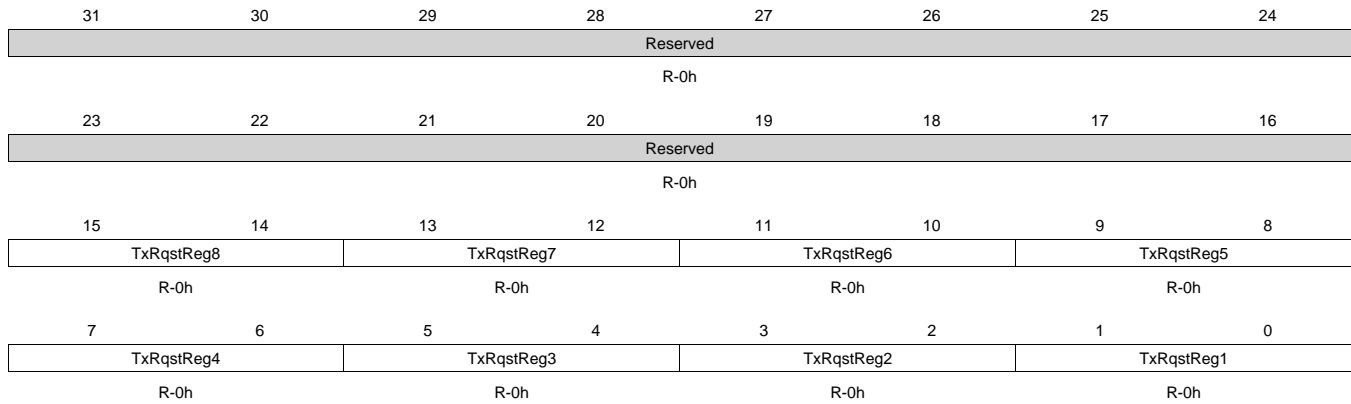 31 30 29 28 27 26 25 24
Reserved
R-0h
23 22 21 20 19 18 17 16
Reserved
R-0h
15 14 13 12 11 10 9 8
TxRqstReg8 TxRqstReg7 TxRqstReg6 TxRqstReg5
R-0h R-0h R-0h R-0h
7 6 5 4 3 2 1 0
TxRqstReg4 TxRqstReg3 TxRqstReg2 TxRqstReg1
R-0h R-0h R-0h R-0h